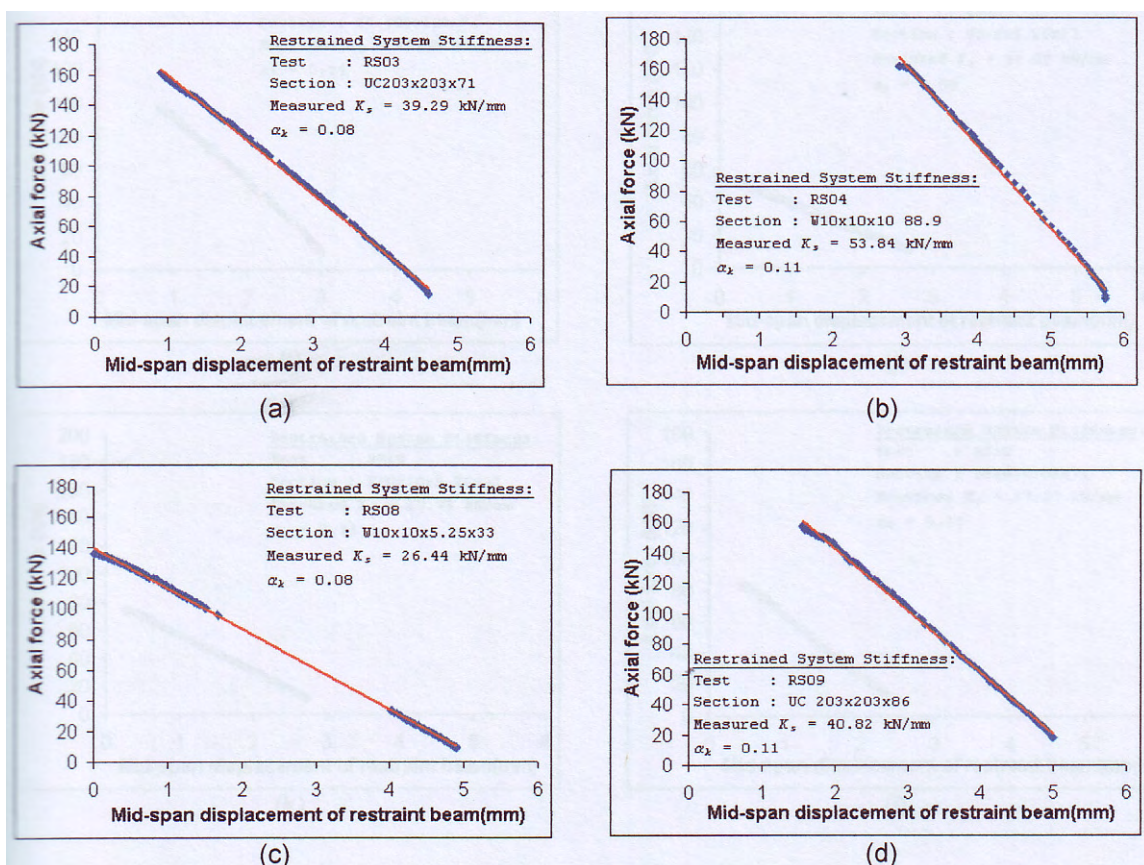 180
160
140
120
100
80
60
40
20
0
Axial force (kN)
Restrained System Stiffness:
Test : RS03
Section : UC203x203x71
Measured Ks = 39.29 kN/mm
αk = 0.08
0 1 2 3 4 5 6
Mid-span displacement of restraint beam(mm)
(a)
180
160
140
120
100
80
60
40
20
0
Axial force (kN)
Restrained System Stiffness:
Test : RS04
Section : W10x10x10 88.9
Measured Ks = 53.84 kN/mm
αk = 0.11
0 1 2 3 4 5 6
Mid-span displacement of restraint beam(mm)
(b)
180
160
140
120
100
80
60
40
20
0
Axial force (kN)
Restrained System Stiffness:
Test : RS08
Section : W10x10x5.25x33
Measured Ks = 26.44 kN/mm
αk = 0.08
0 1 2 3 4 5 6
Mid-span displacement of restraint beam(mm)
(c)
180
160
140
120
100
80
60
40
20
0
Axial force (kN)
Restrained System Stiffness:
Test : RS09
Section : UC 203x203x86
Measured Ks = 40.82 kN/mm
αk = 0.11
0 1 2 3 4 5 6
Mid-span displacement of restraint beam(mm)
(d)